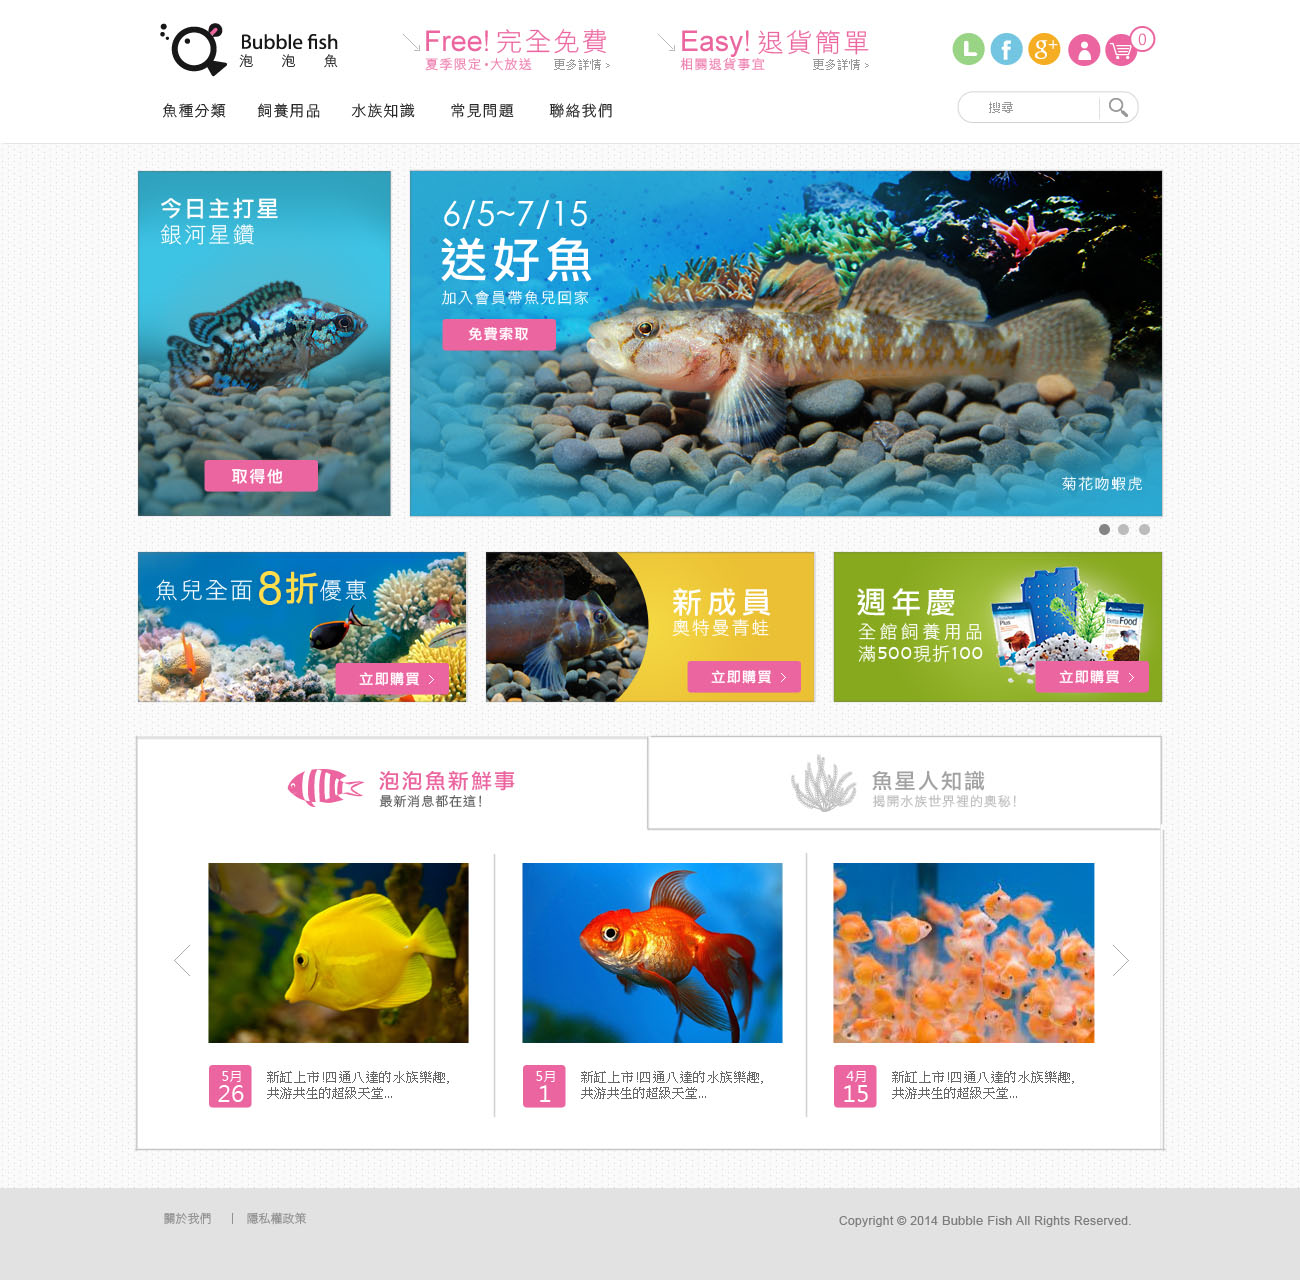 Bubble fish
泡泡魚
Free! 完全免費
夏季限定・大放送 更多詳情 >
Easy! 退貨簡單
相關退貨事宜 更多詳情 >
L f g+ 0
魚種分類 飼養用品 水族知識 常見問題 聯絡我們
搜尋
今日主打星
銀河星鑽
取得他
6/5~7/15
送好魚
加入會員帶魚兒回家
免費索取
菊花吻蝦虎
魚兒全面8折優惠
立即購買 >
新成員
奧特曼青蛙
立即購買 >
週年慶
全館飼養用品
滿500現折100
立即購買 >
泡泡魚新鮮事
最新消息都在這!
魚星人知識
揭開水族世界裡的奧秘!
5月
26
新缸上市!四通八達的水族樂趣,
共游共生的超級天堂...
5月
1
新缸上市!四通八達的水族樂趣,
共游共生的超級天堂...
4月
15
新缸上市!四通八達的水族樂趣,
共游共生的超級天堂...
關於我們 | 隱私權政策
Copyright © 2014 Bubble Fish All Rights Reserved.